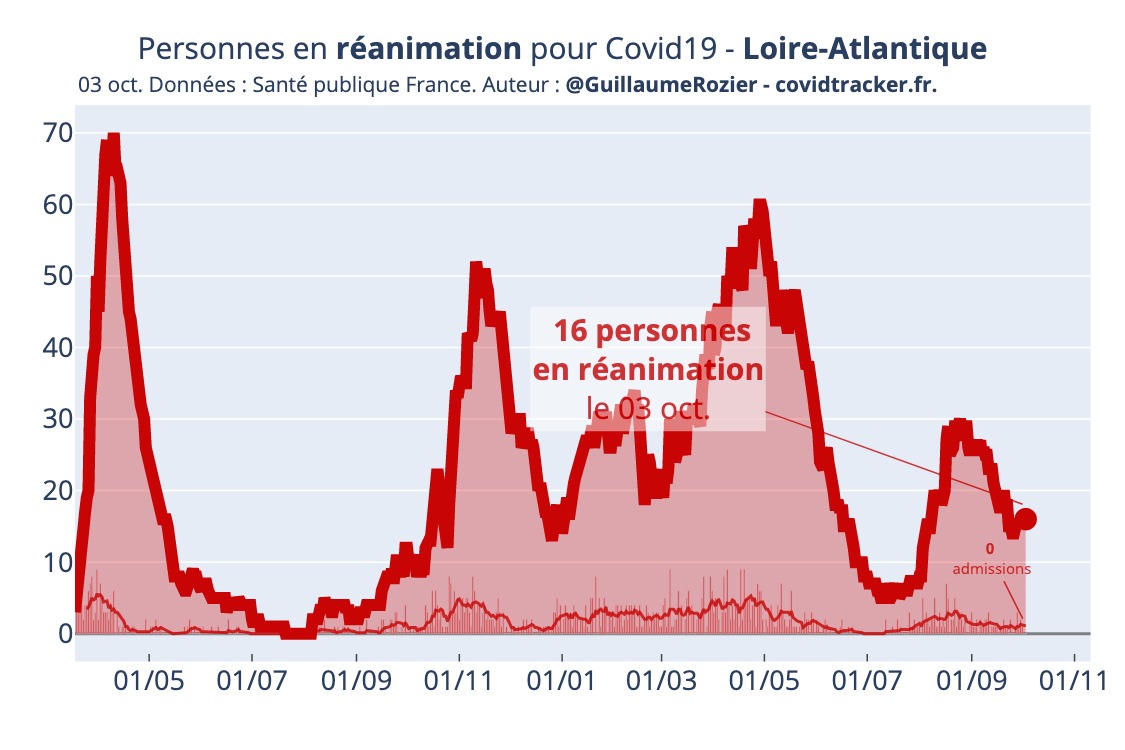 Personnes en réanimation pour Covid19 - Loire-Atlantique
03 oct. Données : Santé publique France. Auteur : @GuillaumeRozier - covidtracker.fr.
70
60
50
40
30
20
10
0
16 personnes
en réanimation
le 03 oct.
0
admissions
01/05 01/07 01/09 01/11 01/01 01/03 01/05 01/07 01/09 01/11